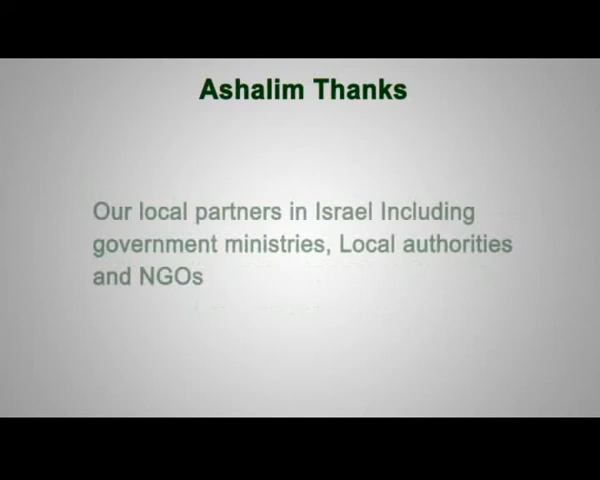 Ashalim Thanks
Our local partners in Israel Including
government ministries, Local authorities
and NGOs